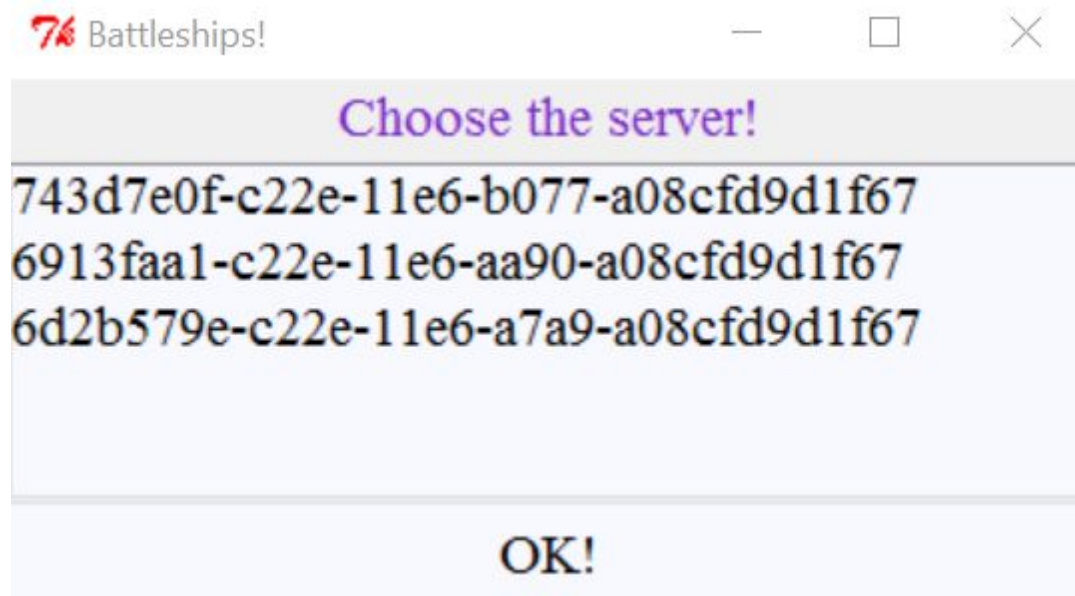 Battleships!
Choose the server!
743d7e0f-c22e-11e6-b077-a08cfd9d1f67
6913faa1-c22e-11e6-aa90-a08cfd9d1f67
6d2b579e-c22e-11e6-a7a9-a08cfd9d1f67
OK!